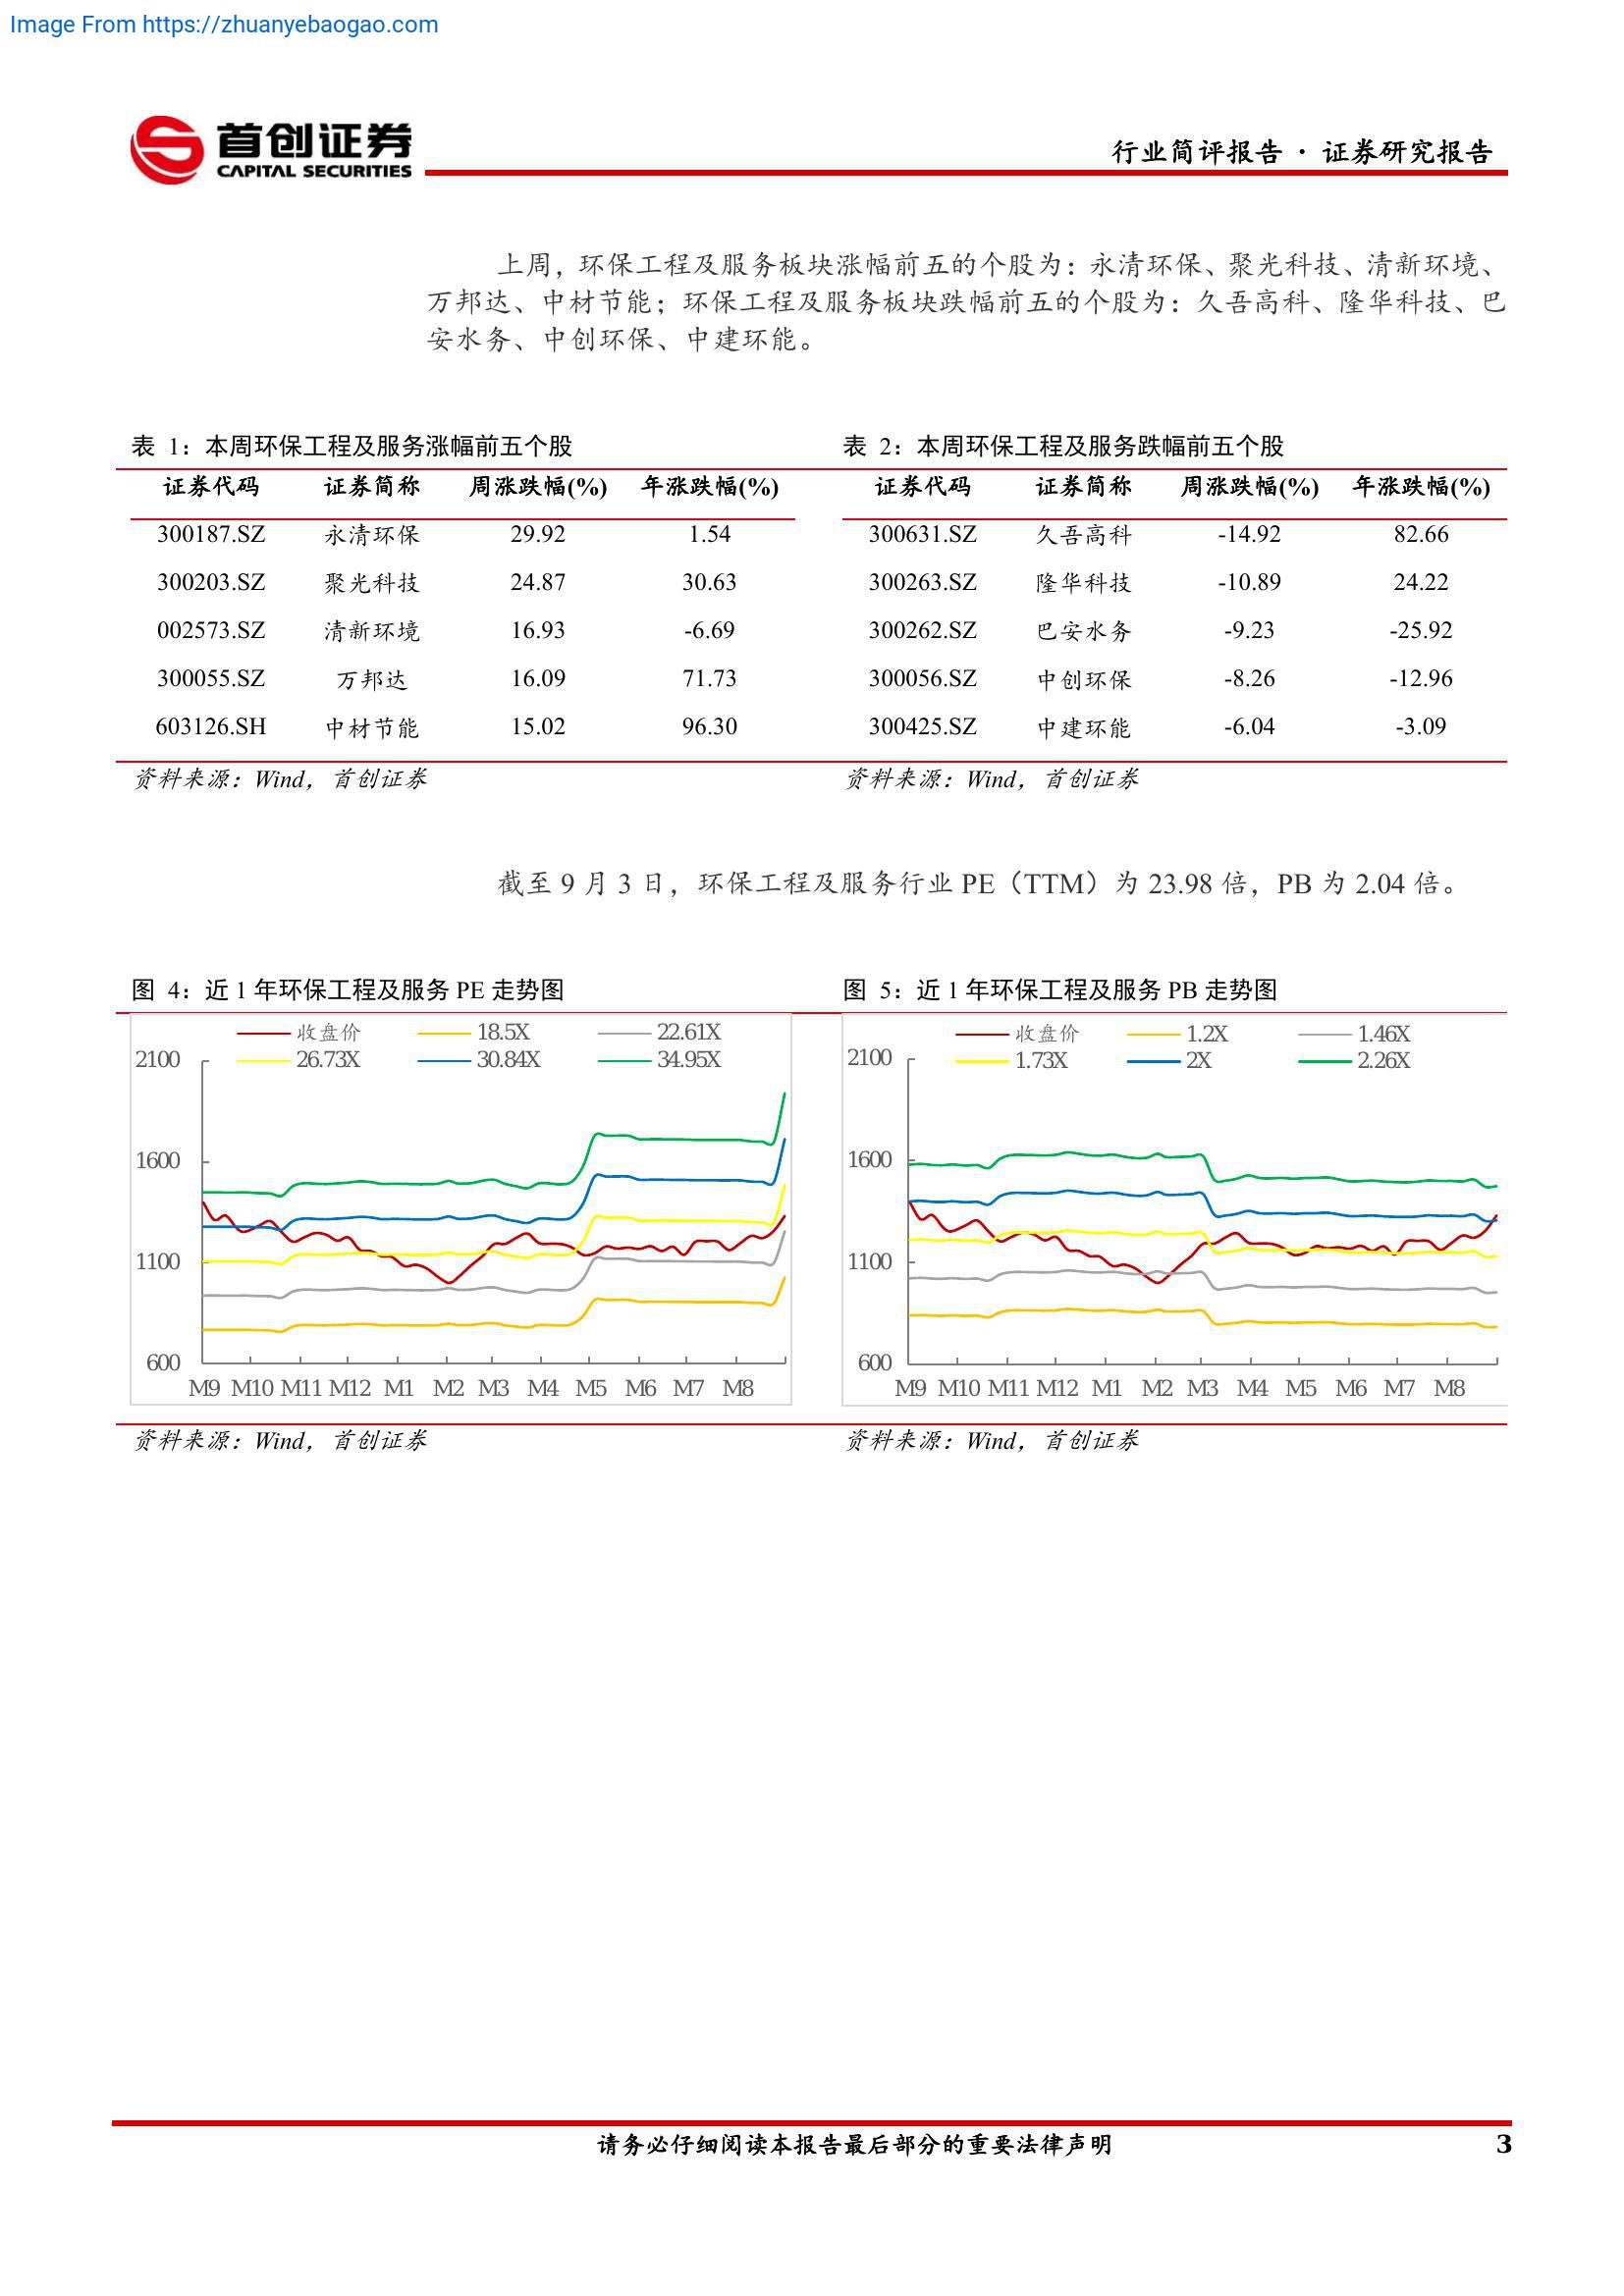 Image From https://zhuanyebaogao.com
首创证券
CAPITAL SECURITIES
行业简评报告 · 证券研究报告
上周，环保工程及服务板块涨幅前五的个股为：永清环保、聚光科技、清新环境、
万邦达、中材节能；环保工程及服务板块跌幅前五的个股为：久吾高科、隆华科技、巴
安水务、中创环保、中建环能。
表 1：本周环保工程及服务涨幅前五个股
证券代码 证券简称 周涨跌幅(%) 年涨跌幅(%)
300187.SZ 永清环保 29.92 1.54
300203.SZ 聚光科技 24.87 30.63
002573.SZ 清新环境 16.93 -6.69
300055.SZ 万邦达 16.09 71.73
603126.SH 中材节能 15.02 96.30
资料来源：Wind，首创证券
表 2：本周环保工程及服务跌幅前五个股
证券代码 证券简称 周涨跌幅(%) 年涨跌幅(%)
300631.SZ 久吾高科 -14.92 82.66
300263.SZ 隆华科技 -10.89 24.22
300262.SZ 巴安水务 -9.23 -25.92
300056.SZ 中创环保 -8.26 -12.96
300425.SZ 中建环能 -6.04 -3.09
资料来源：Wind，首创证券
截至 9 月 3 日，环保工程及服务行业 PE（TTM）为 23.98 倍，PB 为 2.04 倍。
图 4：近 1 年环保工程及服务 PE 走势图
收盘价 18.5X 22.61X
26.73X 30.84X 34.95X
2100
1600
1100
600
M9 M10 M11 M12 M1 M2 M3 M4 M5 M6 M7 M8
资料来源：Wind，首创证券
图 5：近 1 年环保工程及服务 PB 走势图
收盘价 1.2X 1.46X
1.73X 2X 2.26X
2100
1600
1100
600
M9 M10 M11 M12 M1 M2 M3 M4 M5 M6 M7 M8
资料来源：Wind，首创证券
请务必仔细阅读本报告最后部分的重要法律声明 3